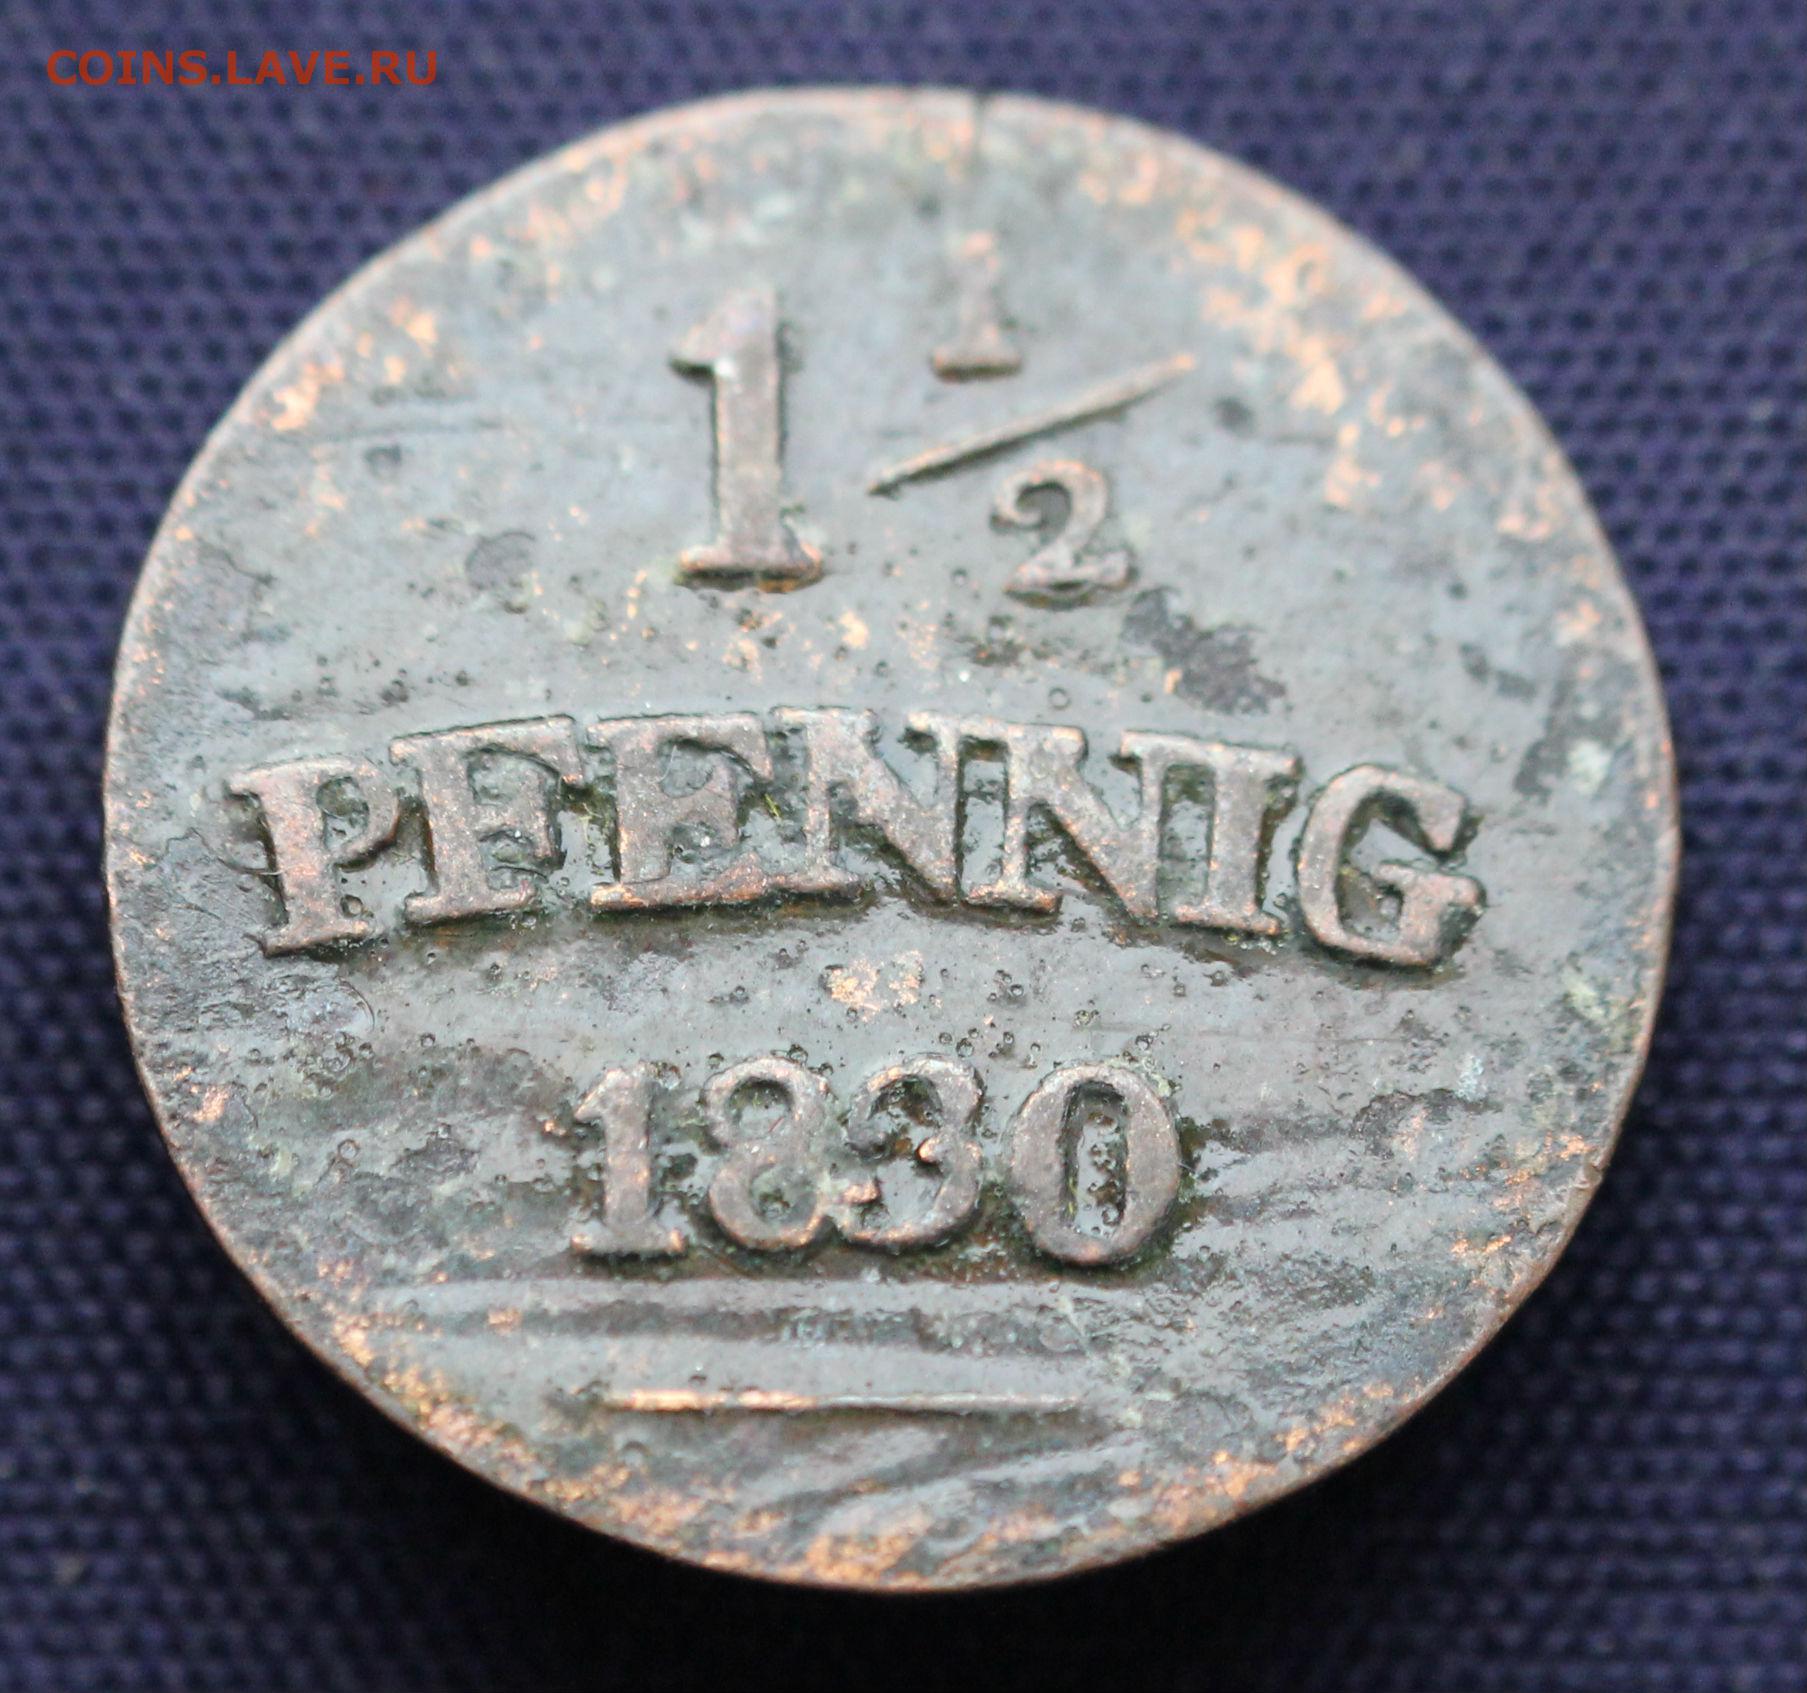 COINS.LAVE.RU
1 1/2
PFENNIG
1830